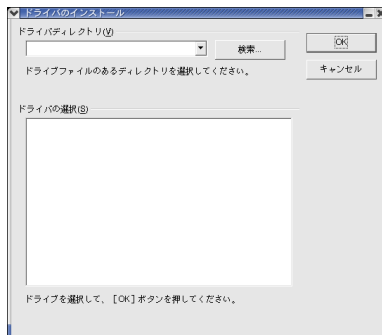 ドライバのインストール
ドライバディレクトリ(V)
検索...
OK
ドライブファイルのあるディレクトリを選択してください。
キャンセル
ドライバの選択(S)
ドライブを選択して、[OK]ボタンを押してください。